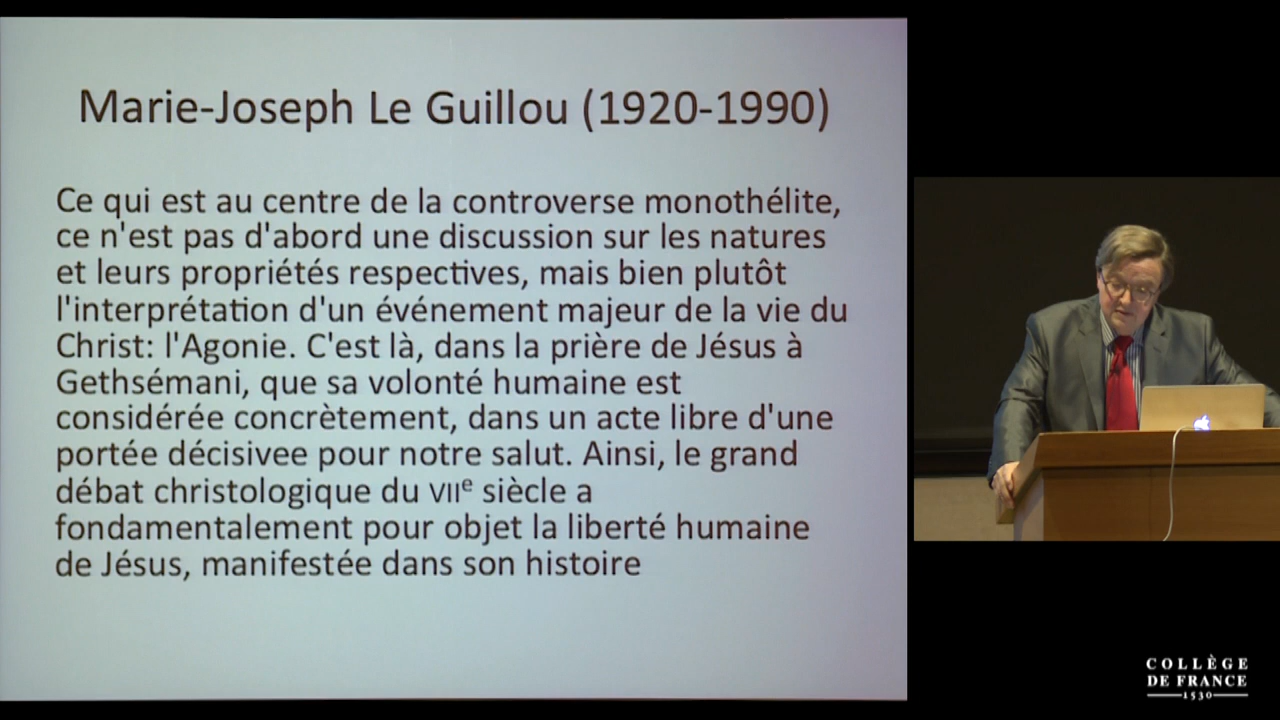 Marie-Joseph Le Guillou (1920-1990)
Ce qui est au centre de la controverse monothélite,
ce n'est pas d'abord une discussion sur les natures
et leurs propriétés respectives, mais bien plutôt
l'interprétation d'un événement majeur de la vie du
Christ: l'Agonie. C'est là, dans la prière de Jésus à
Gethsémani, que sa volonté humaine est
considérée concrètement, dans un acte libre d'une
portée décisivee pour notre salut. Ainsi, le grand
débat christologique du VIIe siècle a
fondamentalement pour objet la liberté humaine
de Jésus, manifestée dans son histoire
COLLÈGE
DE FRANCE
1530